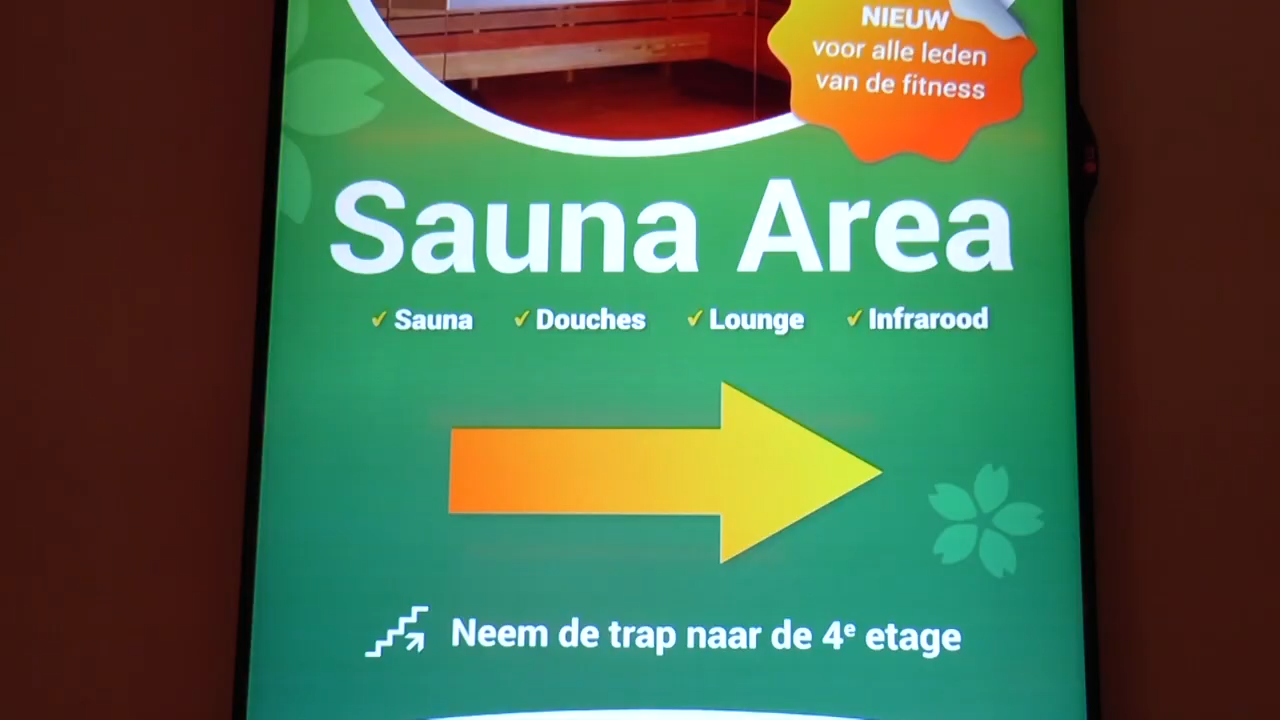 NIEUW
voor alle leden
van de fitness
Sauna Area
✓ Sauna ✓ Douches ✓ Lounge ✓ Infrarood
Neem de trap naar de 4e etage